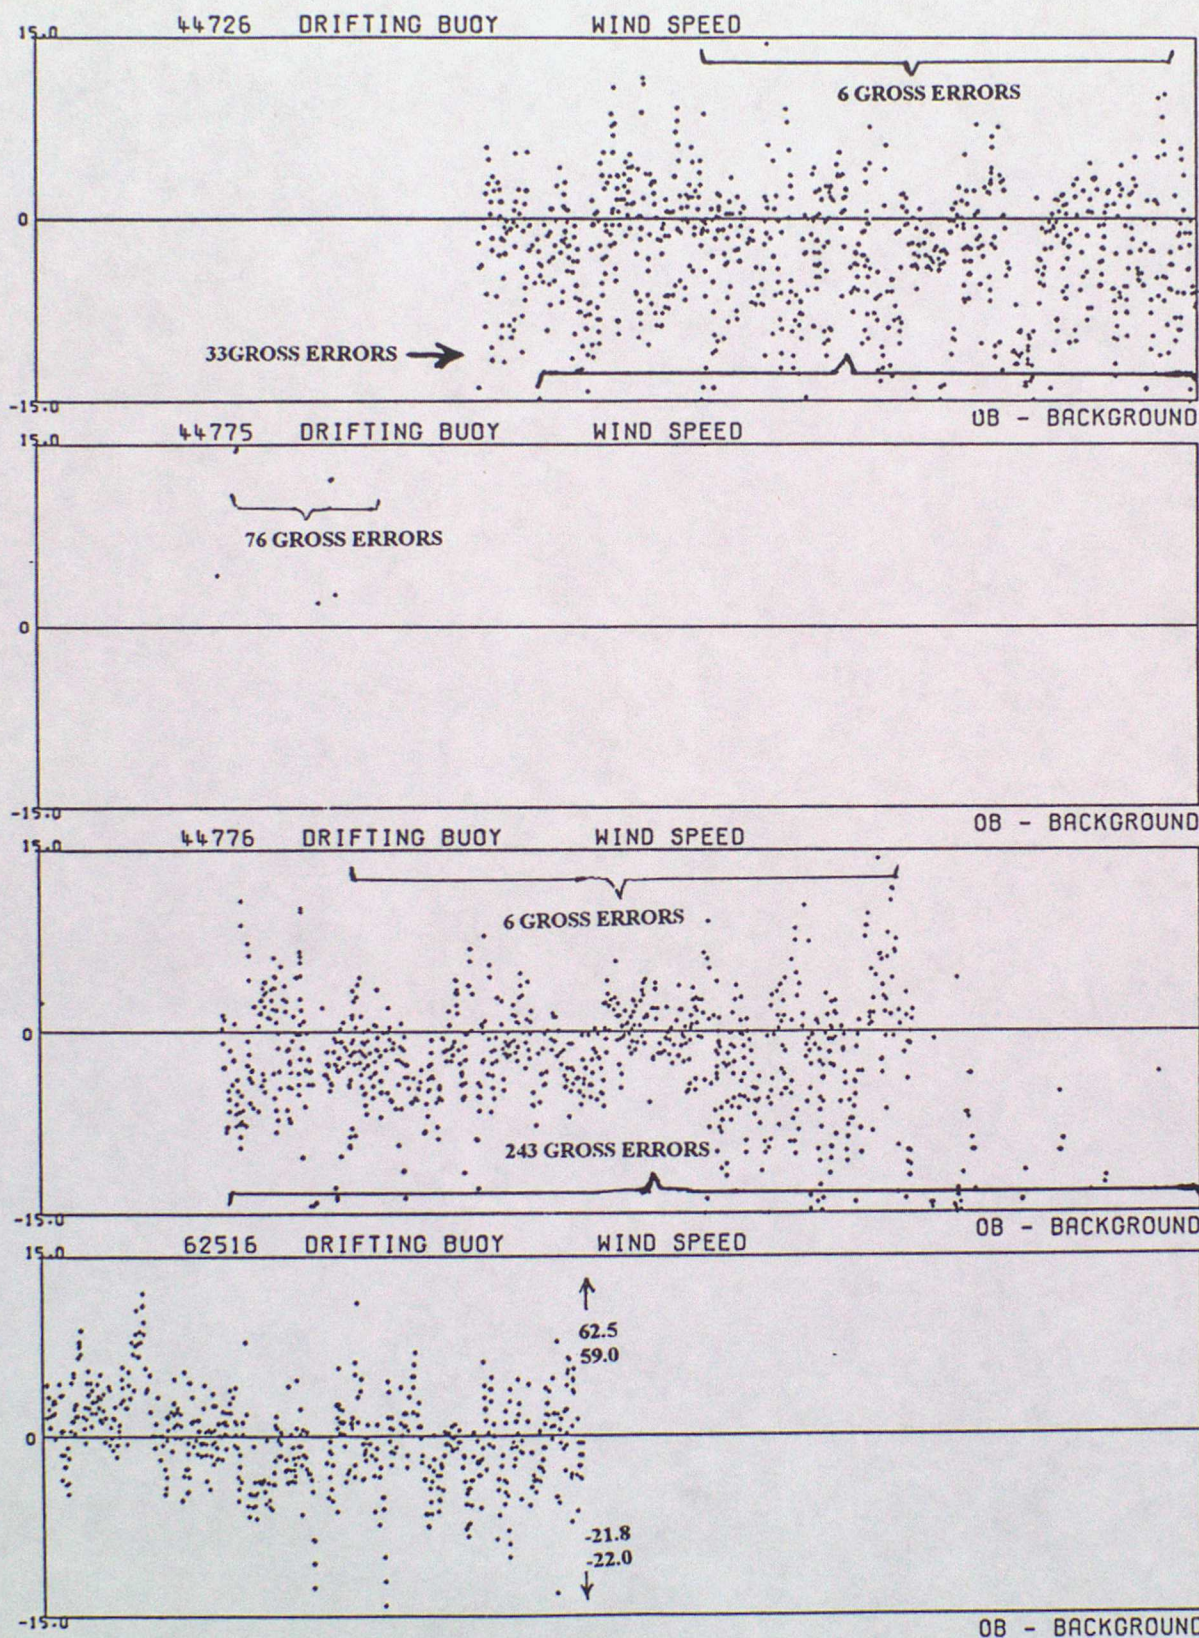 44726 DRIFTING BUOY WIND SPEED
15.0
6 GROSS ERRORS
0
33GROSS ERRORS
-15.0
OB - BACKGROUND
44775 DRIFTING BUOY WIND SPEED
15.0
76 GROSS ERRORS
0
-15.0
OB - BACKGROUND
44776 DRIFTING BUOY WIND SPEED
15.0
6 GROSS ERRORS
0
243 GROSS ERRORS
-15.0
OB - BACKGROUND
62516 DRIFTING BUOY WIND SPEED
15.0
62.5
59.0
0
-21.8
-22.0
-15.0
OB - BACKGROUND